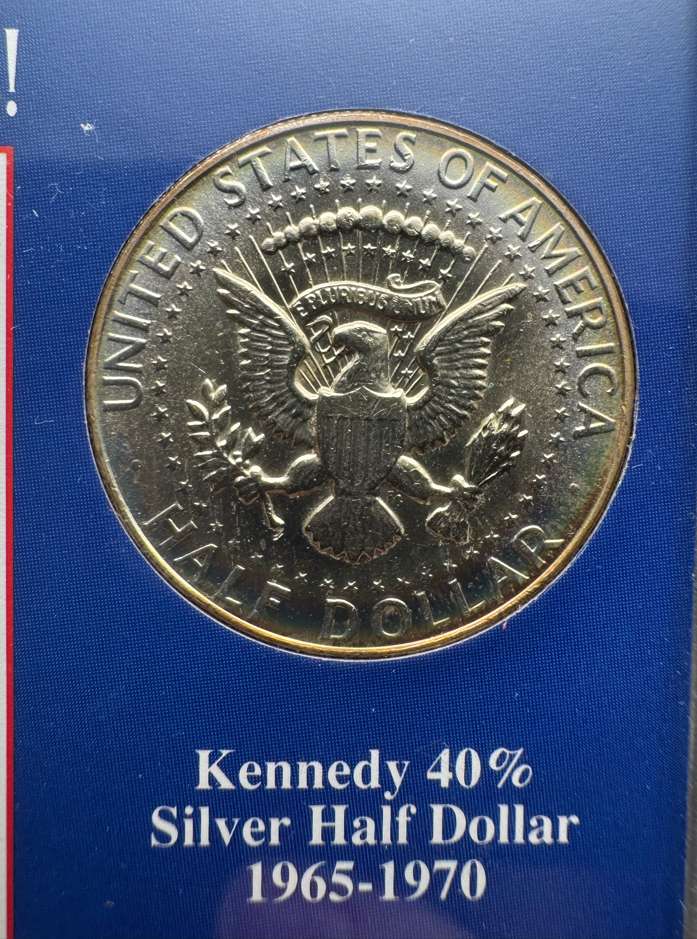 !
UNITED STATES OF AMERICA
E PLURIBUS UNUM
HALF DOLLAR
Kennedy 40%
Silver Half Dollar
1965-1970